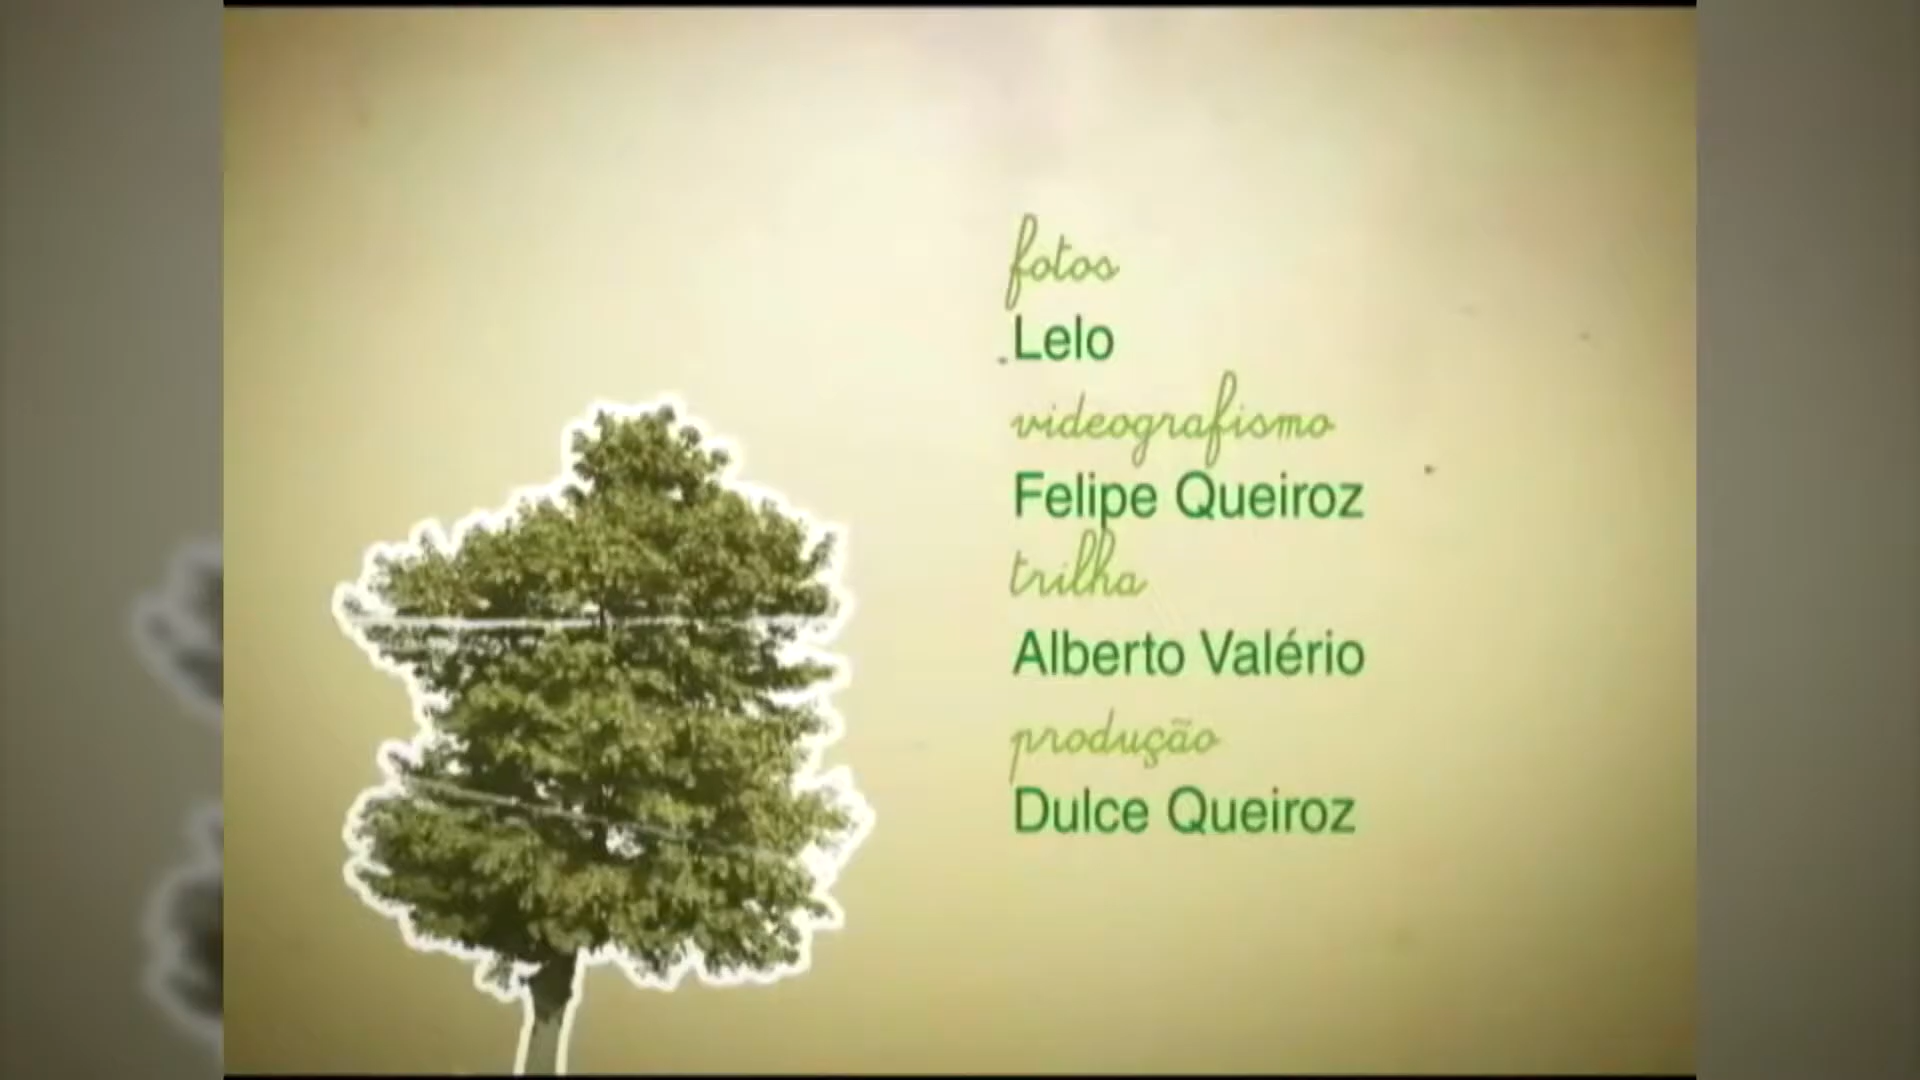 fotos
Lelo
videografismo
Felipe Queiroz
trilha
Alberto Valério
produção
Dulce Queiroz